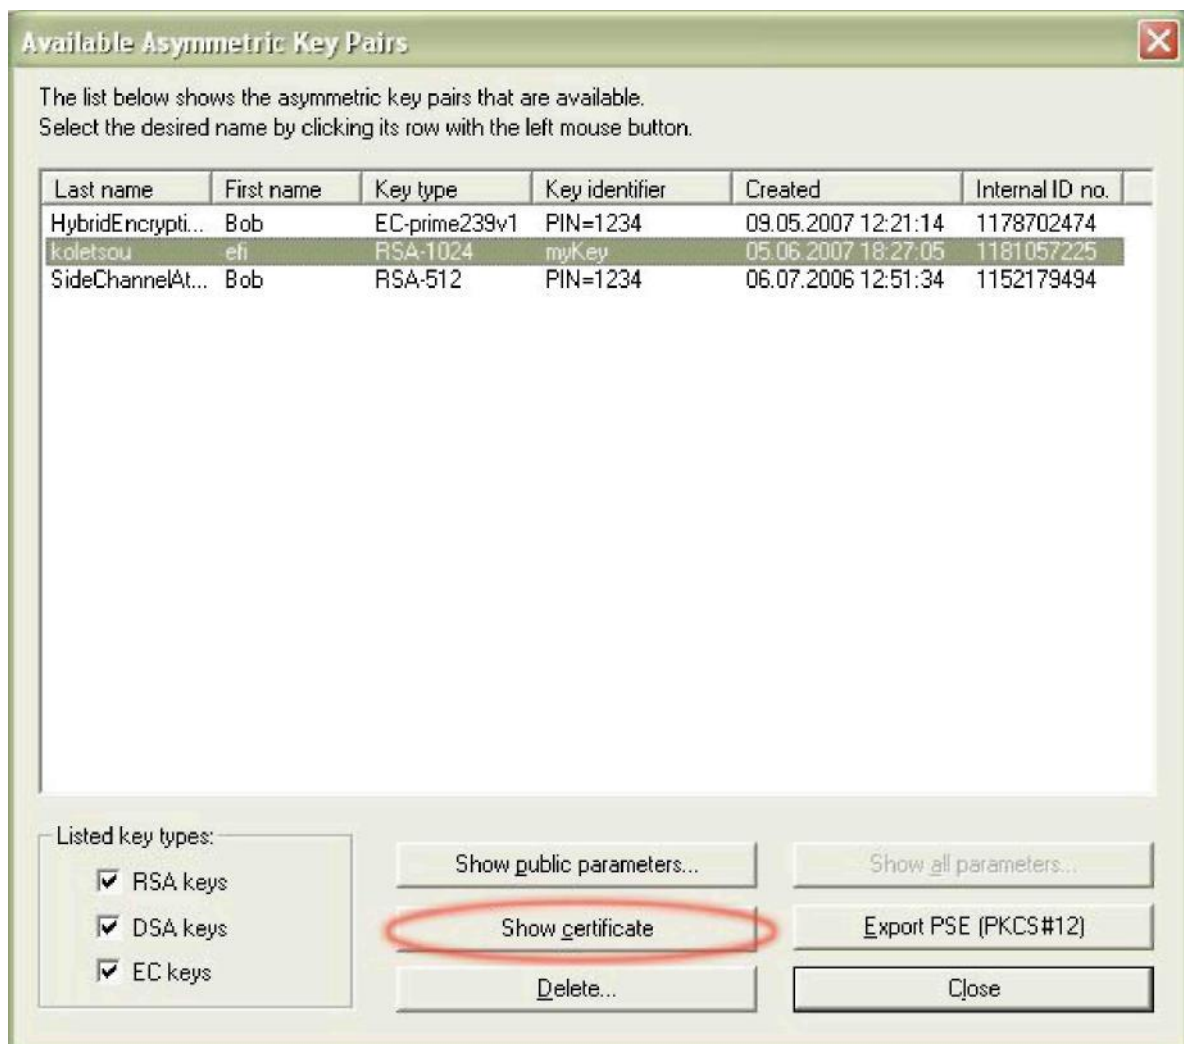 Available Asymmetric Key Pairs
The list below shows the asymmetric key pairs that are available.
Select the desired name by clicking its row with the left mouse button.
Last name First name Key type Key identifier Created Internal ID no.
HybridEncrypti... Bob EC-prime239v1 PIN=1234 09.05.2007 12:21:14 1178702474
koletsou efi RSA-1024 myKey 05.06.2007 18:27:05 1181057225
SideChannelAt... Bob RSA-512 PIN=1234 06.07.2006 12:51:34 1152179494
Listed key types:
RSA keys
DSA keys
EC keys
Show public parameters...
Show all parameters...
Show certificate
Export PSE (PKCS#12)
Delete...
Close